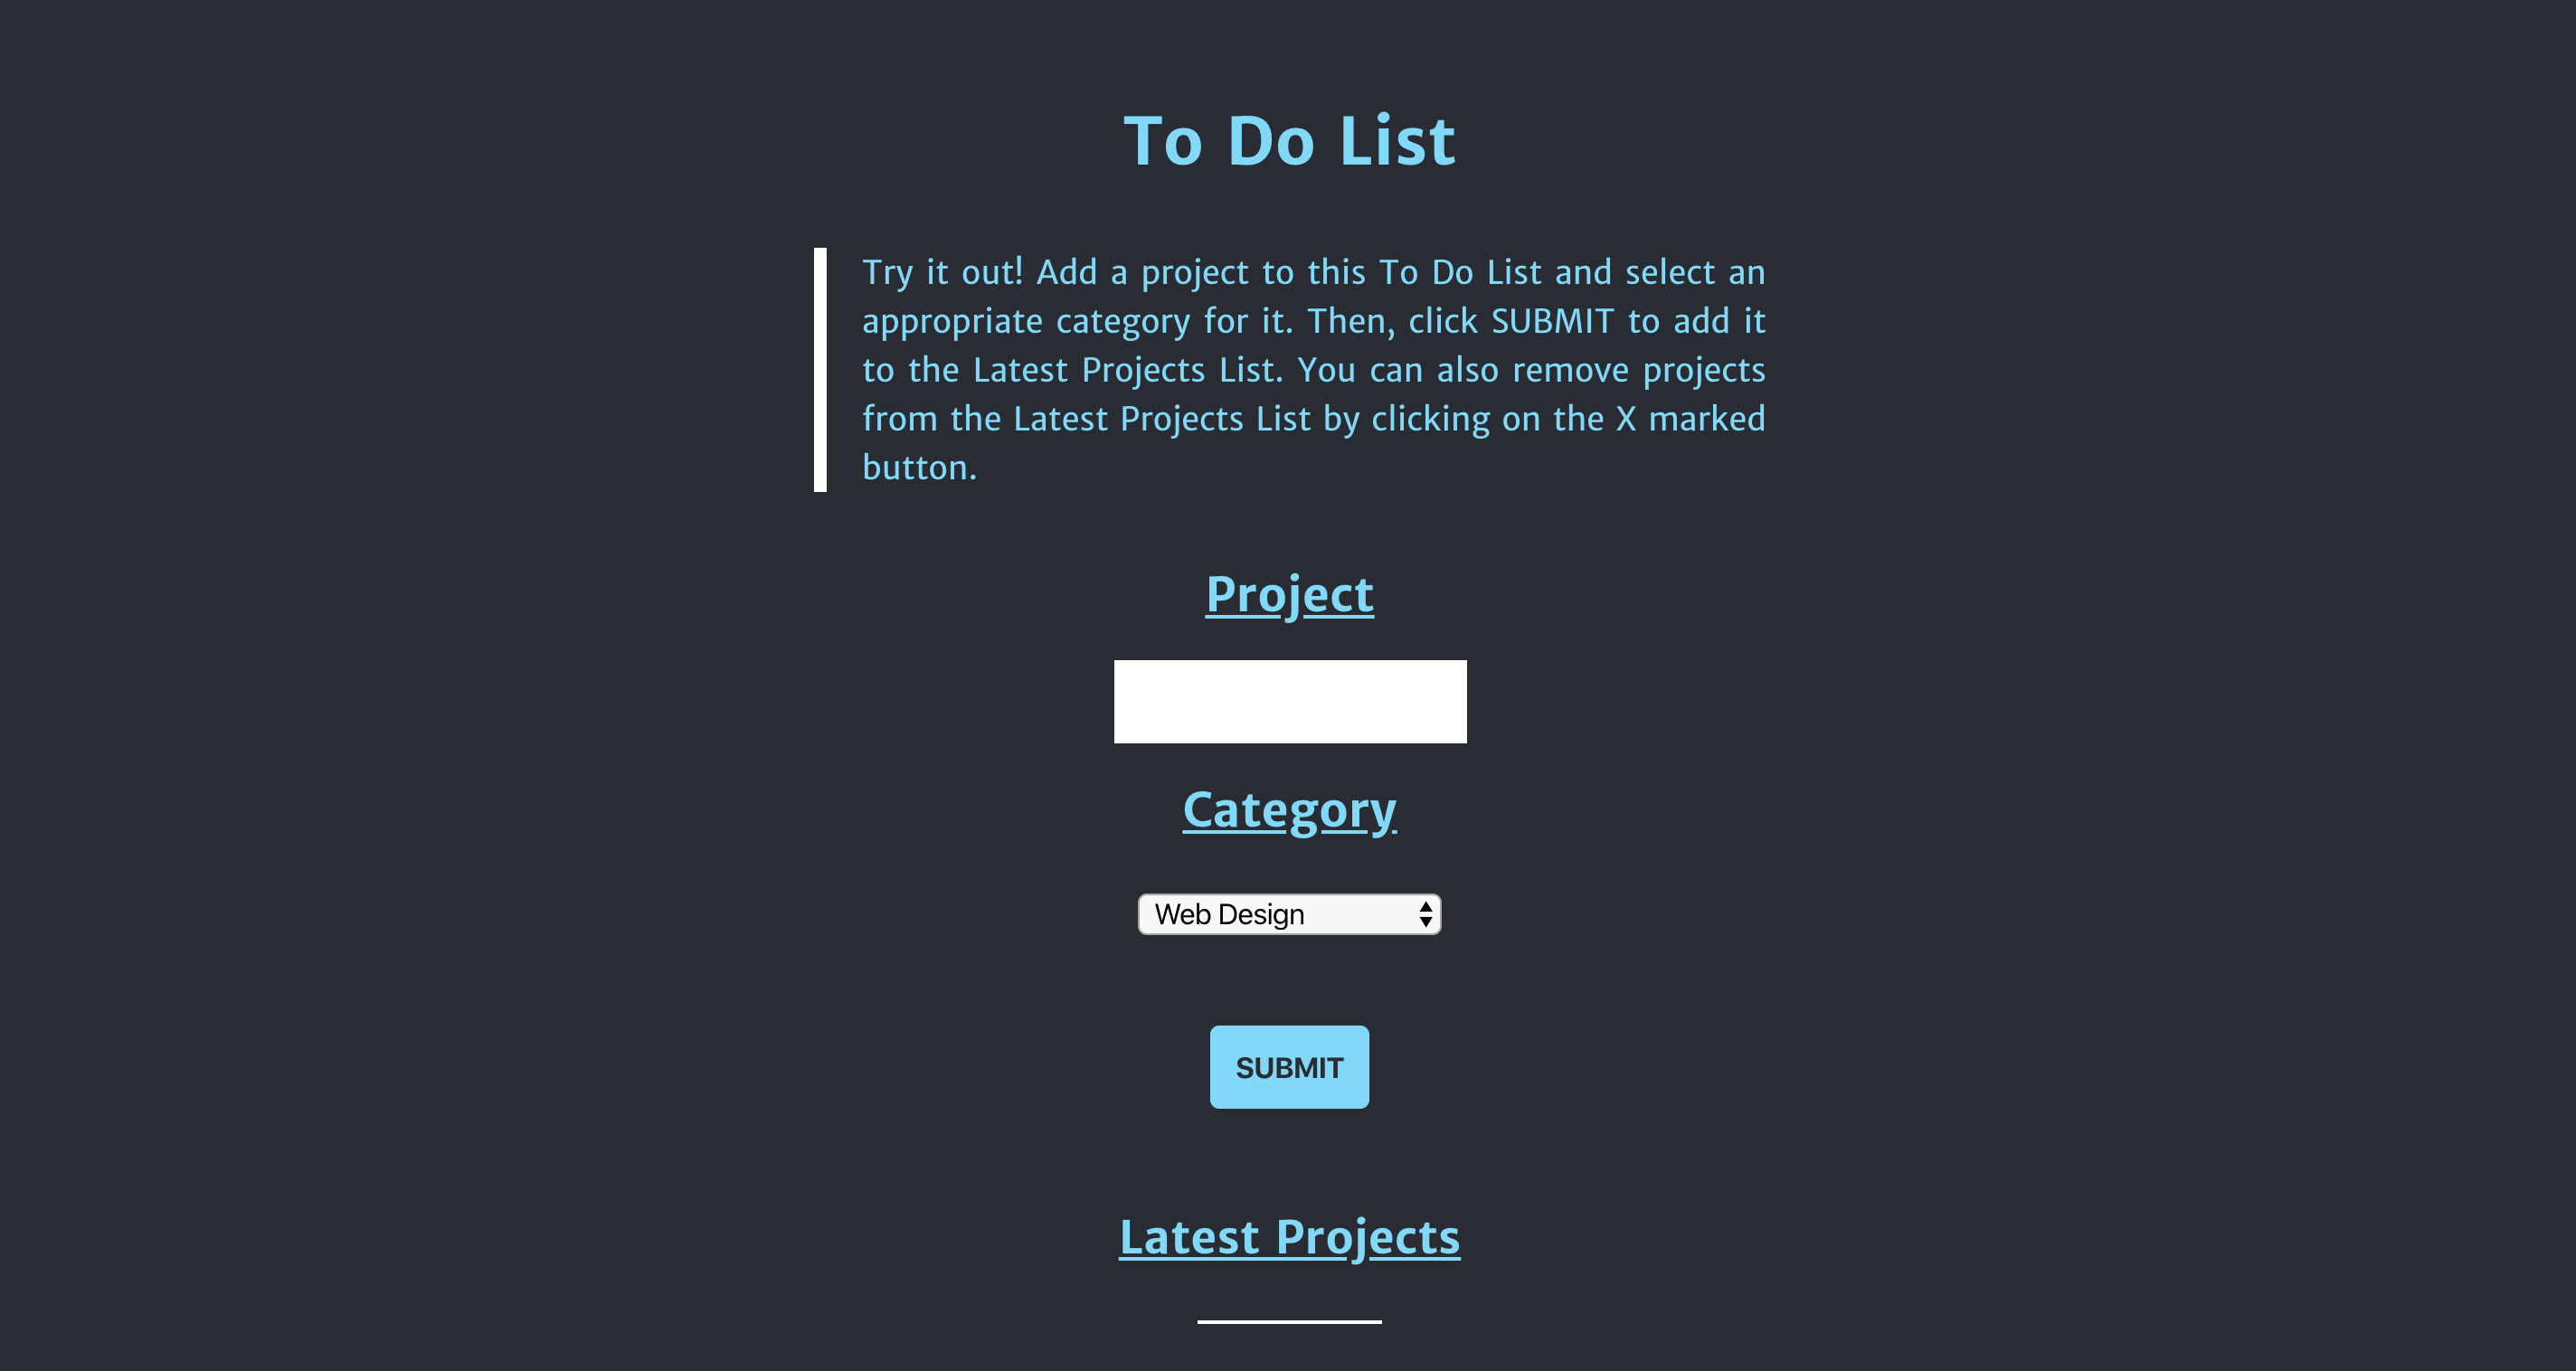 To Do List
Try it out! Add a project to this To Do List and select an
appropriate category for it. Then, click SUBMIT to add it
to the Latest Projects List. You can also remove projects
from the Latest Projects List by clicking on the X marked
button.
Project
Category
Web Design
SUBMIT
Latest Projects